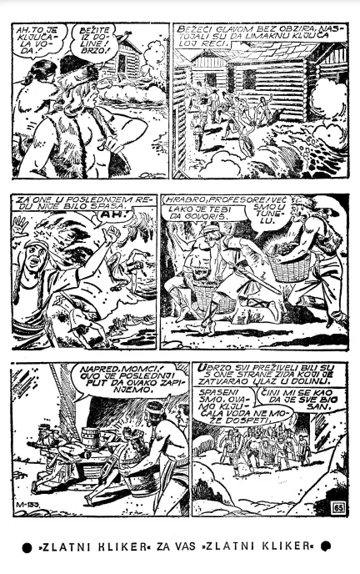 AH, TO JE
KLJUČA-
LA VO-
DA!
BEŽITE
IZ DO-
LINE!
BRZO!
BEŽEĆI GLAVOM BEZ OBZIRA, NAS-
TOJALI SU DA UMAKNU KLJUČA
LOJ RECI.
ZA ONE U POSLEDNJEM RE-
DU NIJE BILO SPASA.
AH!
HRABRO, PROFESORE! VEĆ
SMO U
TUNE-
LU.
LAKO JE TEBI
DA GOVORIŠ.
NAPRED, MOMCI!
OVO JE POSLEDNJI
PUT DA OVAKO ZAPI-
NJEMO.
UBRZO SVI PREŽIVELI BILI SU
S ONE STRANE ZIDA KOJI JE
ZATVARAO ULAZ U DOLINU.
SPASENI
SMO. OVA-
MO KLJU-
ČALA VODA NE MO-
ŽE DOSPETI.
ČINI MI SE KAO
DA JE SVE BIO
SAN.
M-133
65
● »ZLATNI KLIKER« ZA VAS »ZLATNI KLIKER« ●